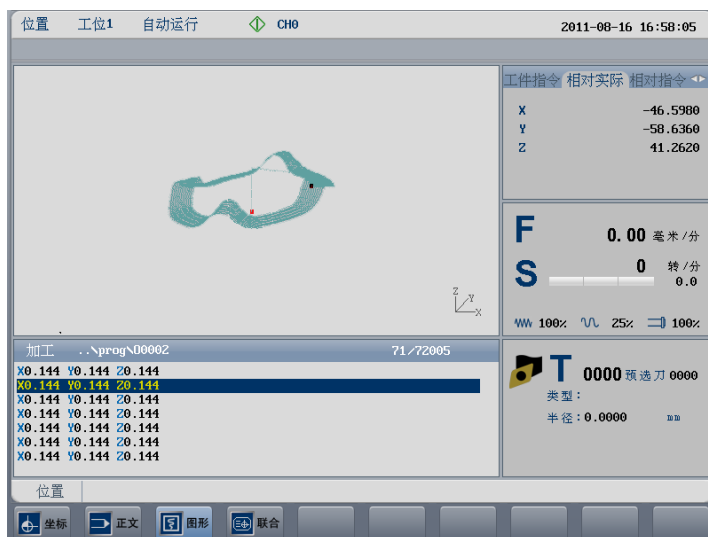 位置 工位1 自动运行 CH0 2011-08-16 16:58:05
工件指令 相对实际 相对指令
X -46.5980
Y -58.6360
Z 41.2620
Z
Y
X
F 0.00 毫米/分
S 0 转/分
0.0
100% 25% 100%
加工 ..\prog\O0002 71/72005
X0.144 Y0.144 Z0.144
X0.144 Y0.144 Z0.144
X0.144 Y0.144 Z0.144
X0.144 Y0.144 Z0.144
X0.144 Y0.144 Z0.144
X0.144 Y0.144 Z0.144
X0.144 Y0.144 Z0.144
T 0000 预选刀 0000
类型:
半径:0.0000 mm
位置
坐标 正文 图形 联合